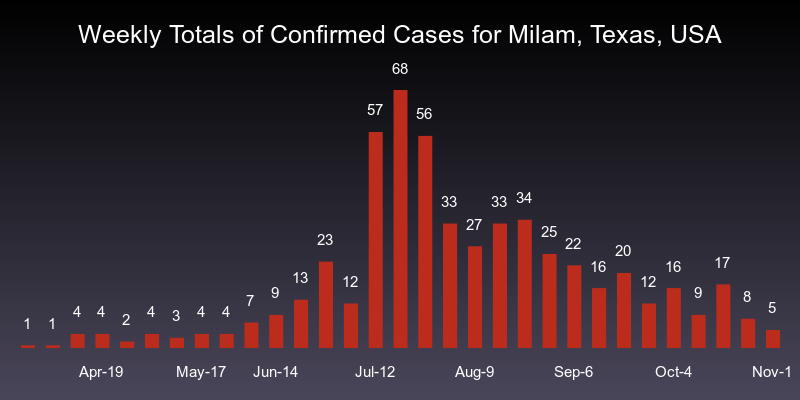 Weekly Totals of Confirmed Cases for Milam, Texas, USA
1 1 4 4 2 4 3 4 4 7 9 13 23 12 57 68 56 33 27 33 34 25 22 16 20 12 16 9 17 8 5
Apr-19 May-17 Jun-14 Jul-12 Aug-9 Sep-6 Oct-4 Nov-1